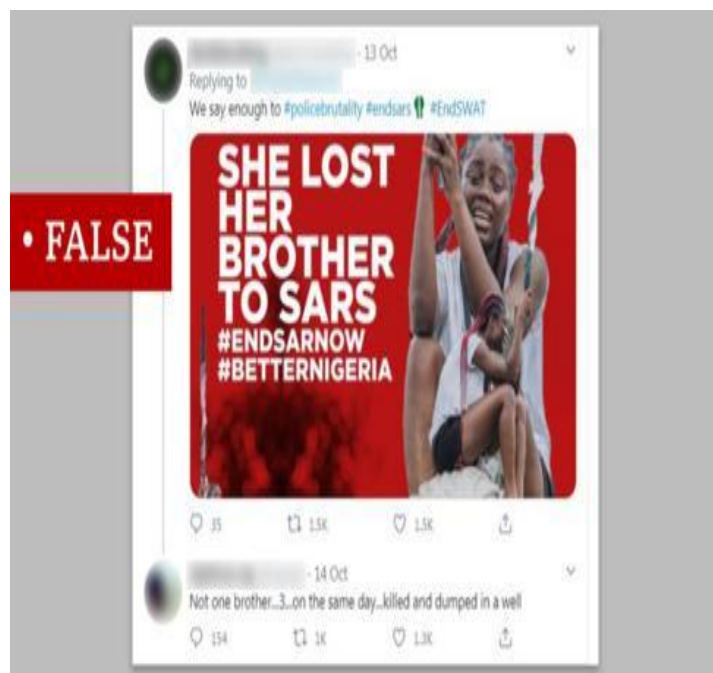 13 Oct
Replying to
We say enough to #policebrutality #endsars #EndSWAT
SHE LOST
HER
BROTHER
TO SARS
#ENDSARNOW
#BETTERNIGERIA
• FALSE
35 1.5K 1.5K
14 Oct
Not one brother...3...on the same day...killed and dumped in a well
154 1K 1.3K